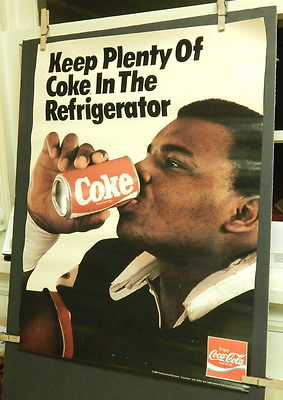 Keep Plenty Of
Coke In The
Refrigerator
Coke
Enjoy
Coca-Cola